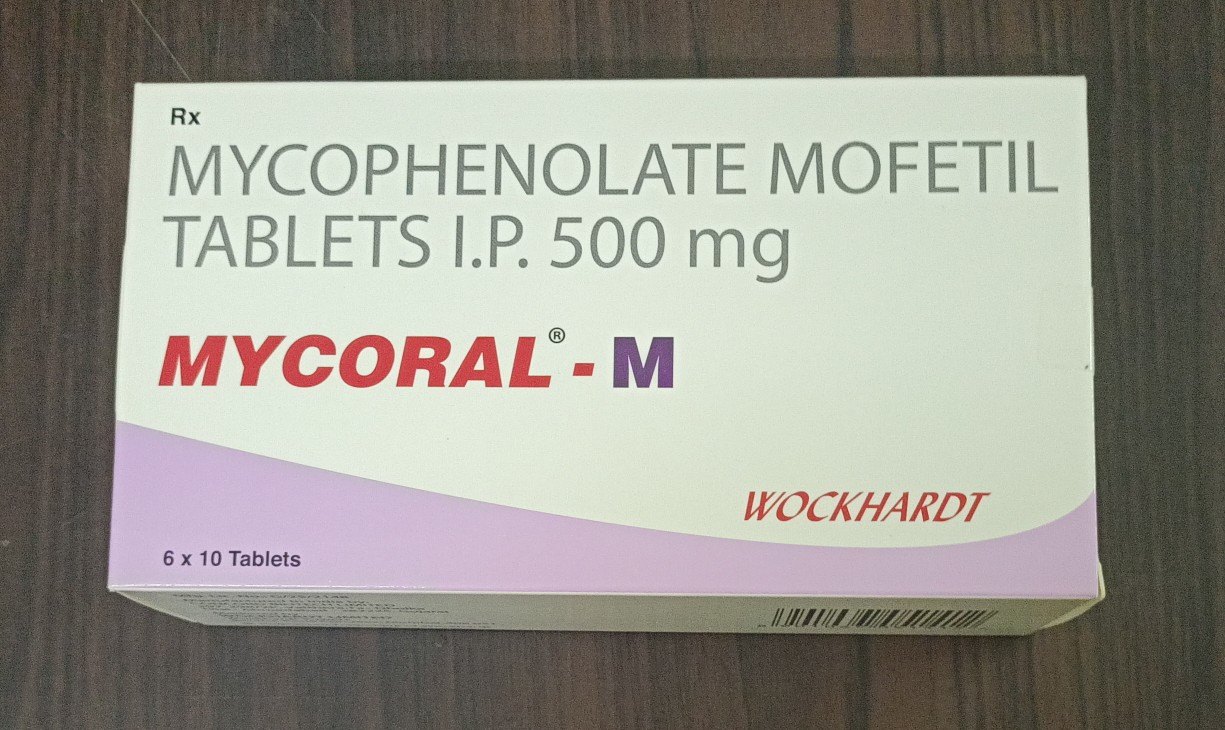 Rx
MYCOPHENOLATE MOFETIL
TABLETS I.P. 500 mg
MYCORAL® - M
WOCKHARDT
6 x 10 Tablets